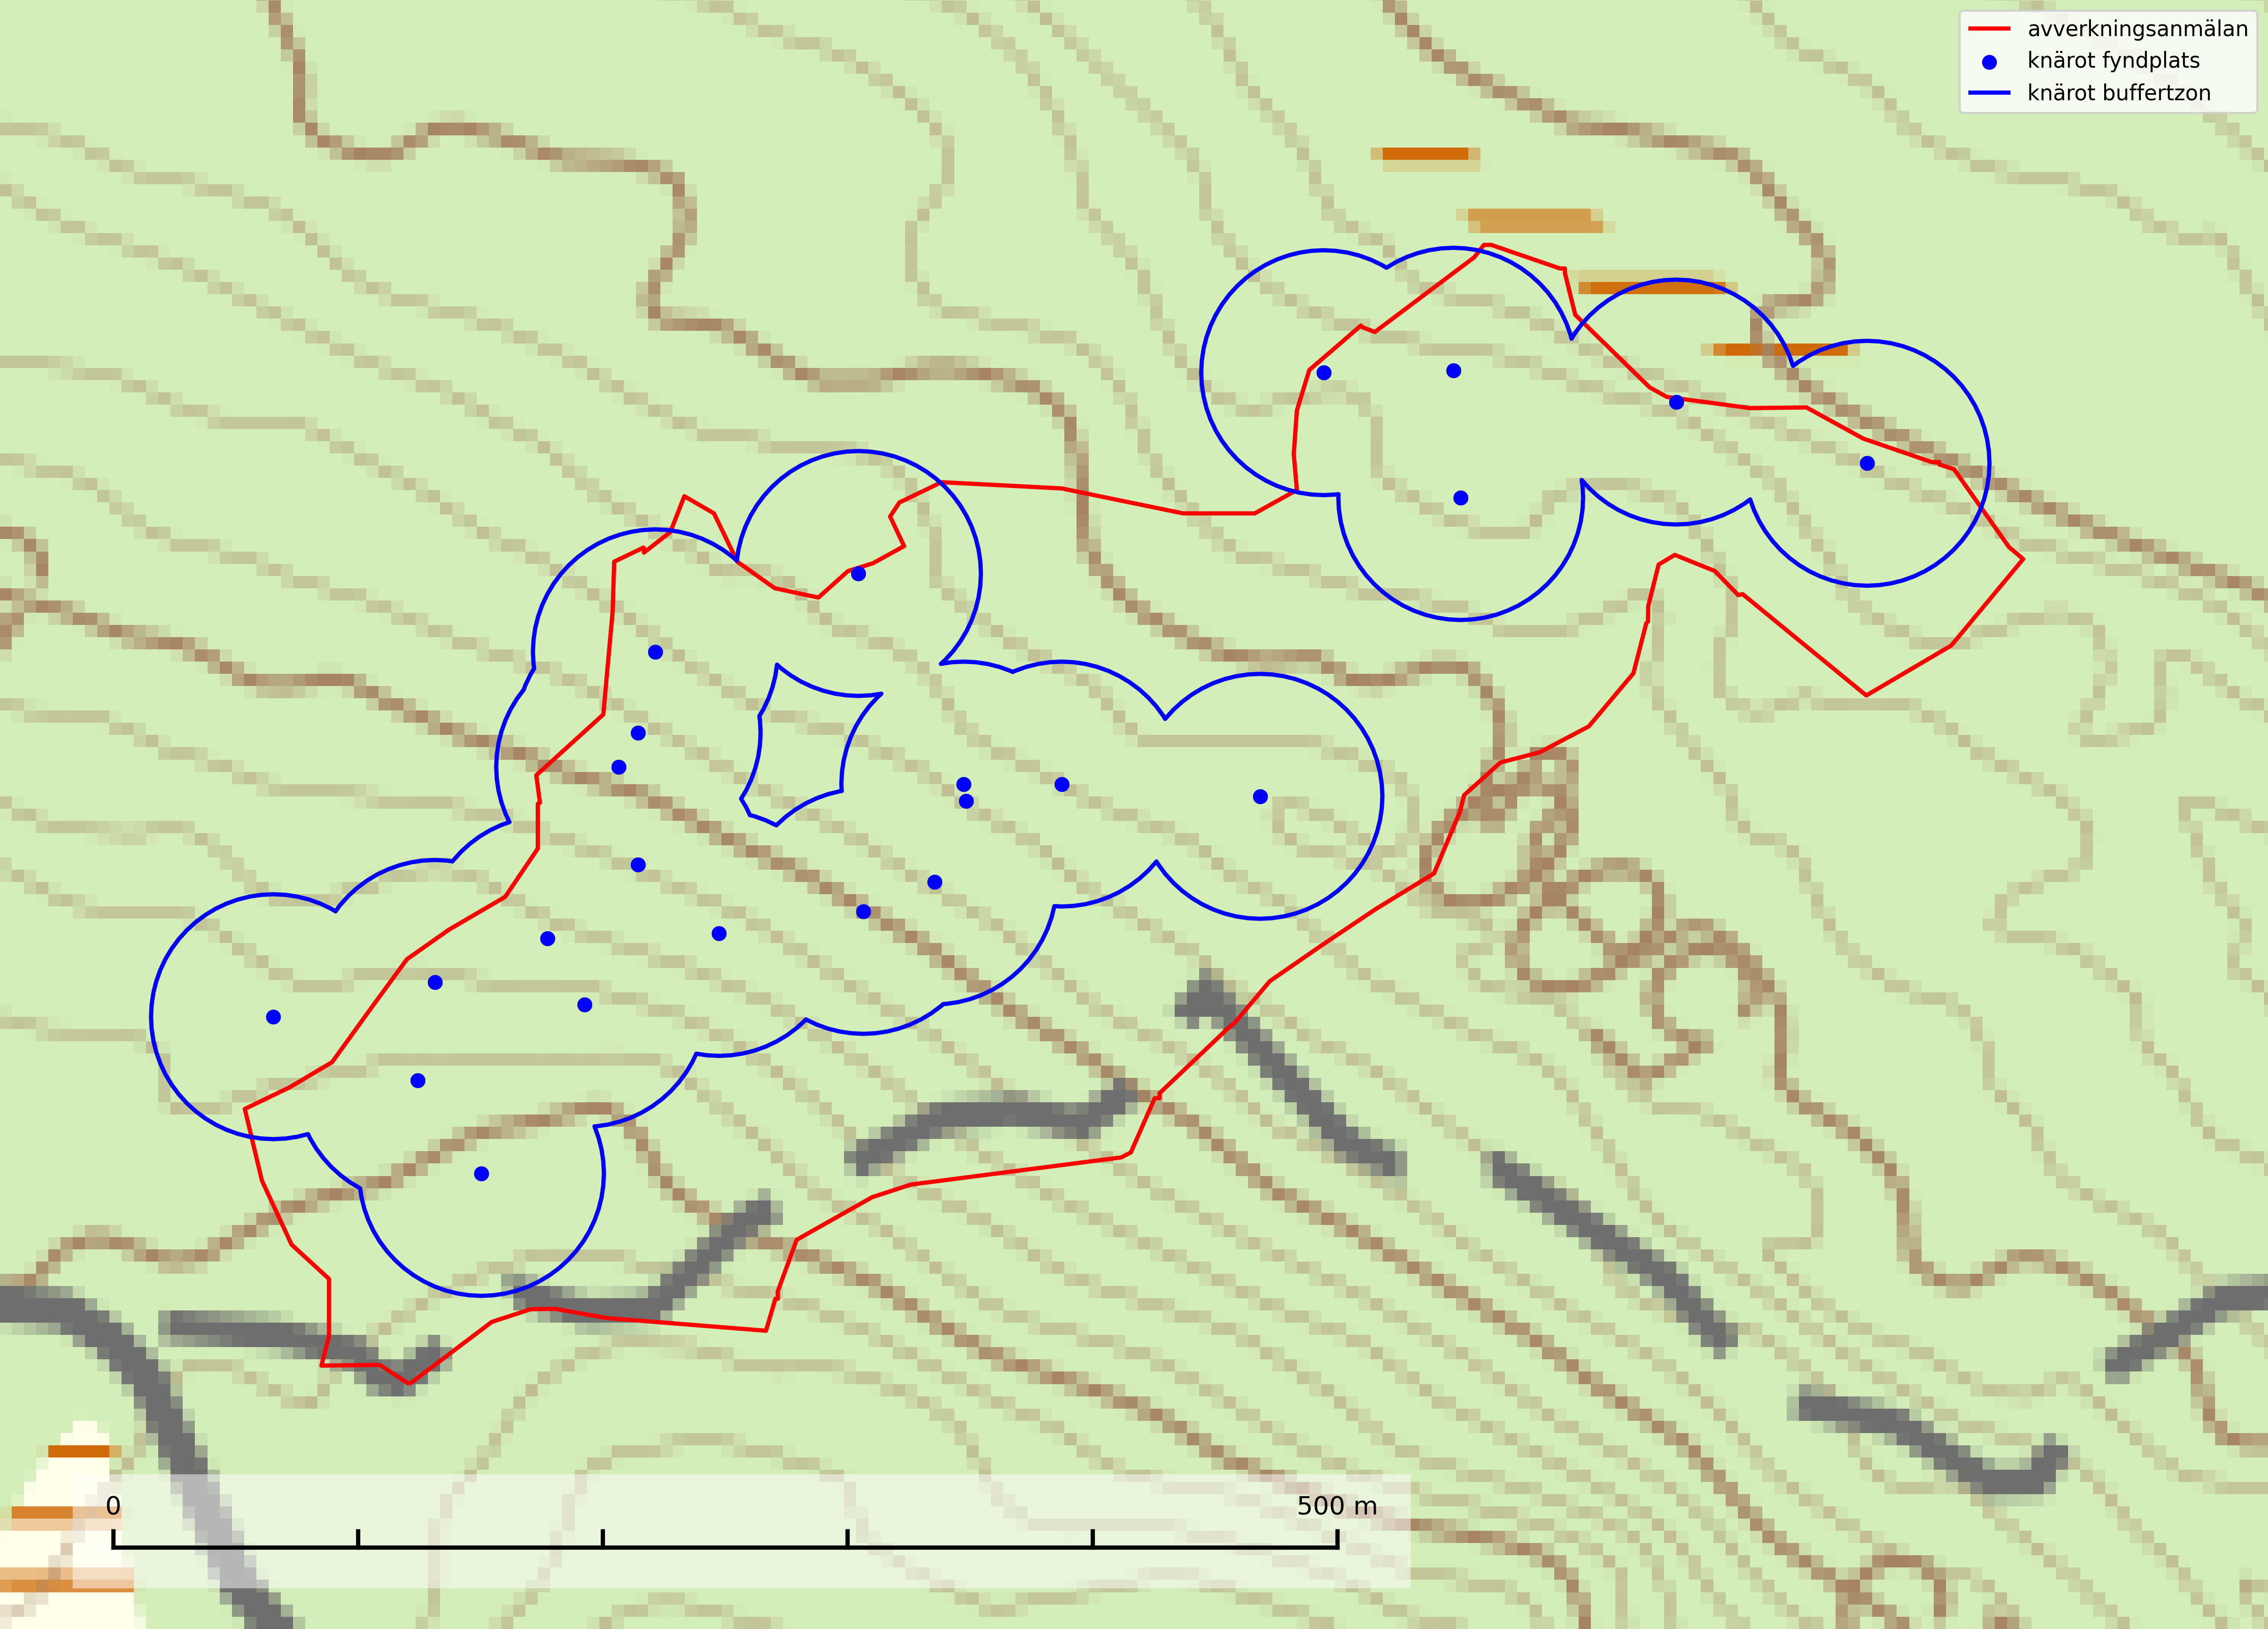 avverkningsanmälan
knärot fyndplats
knärot buffertzon
0 500 m